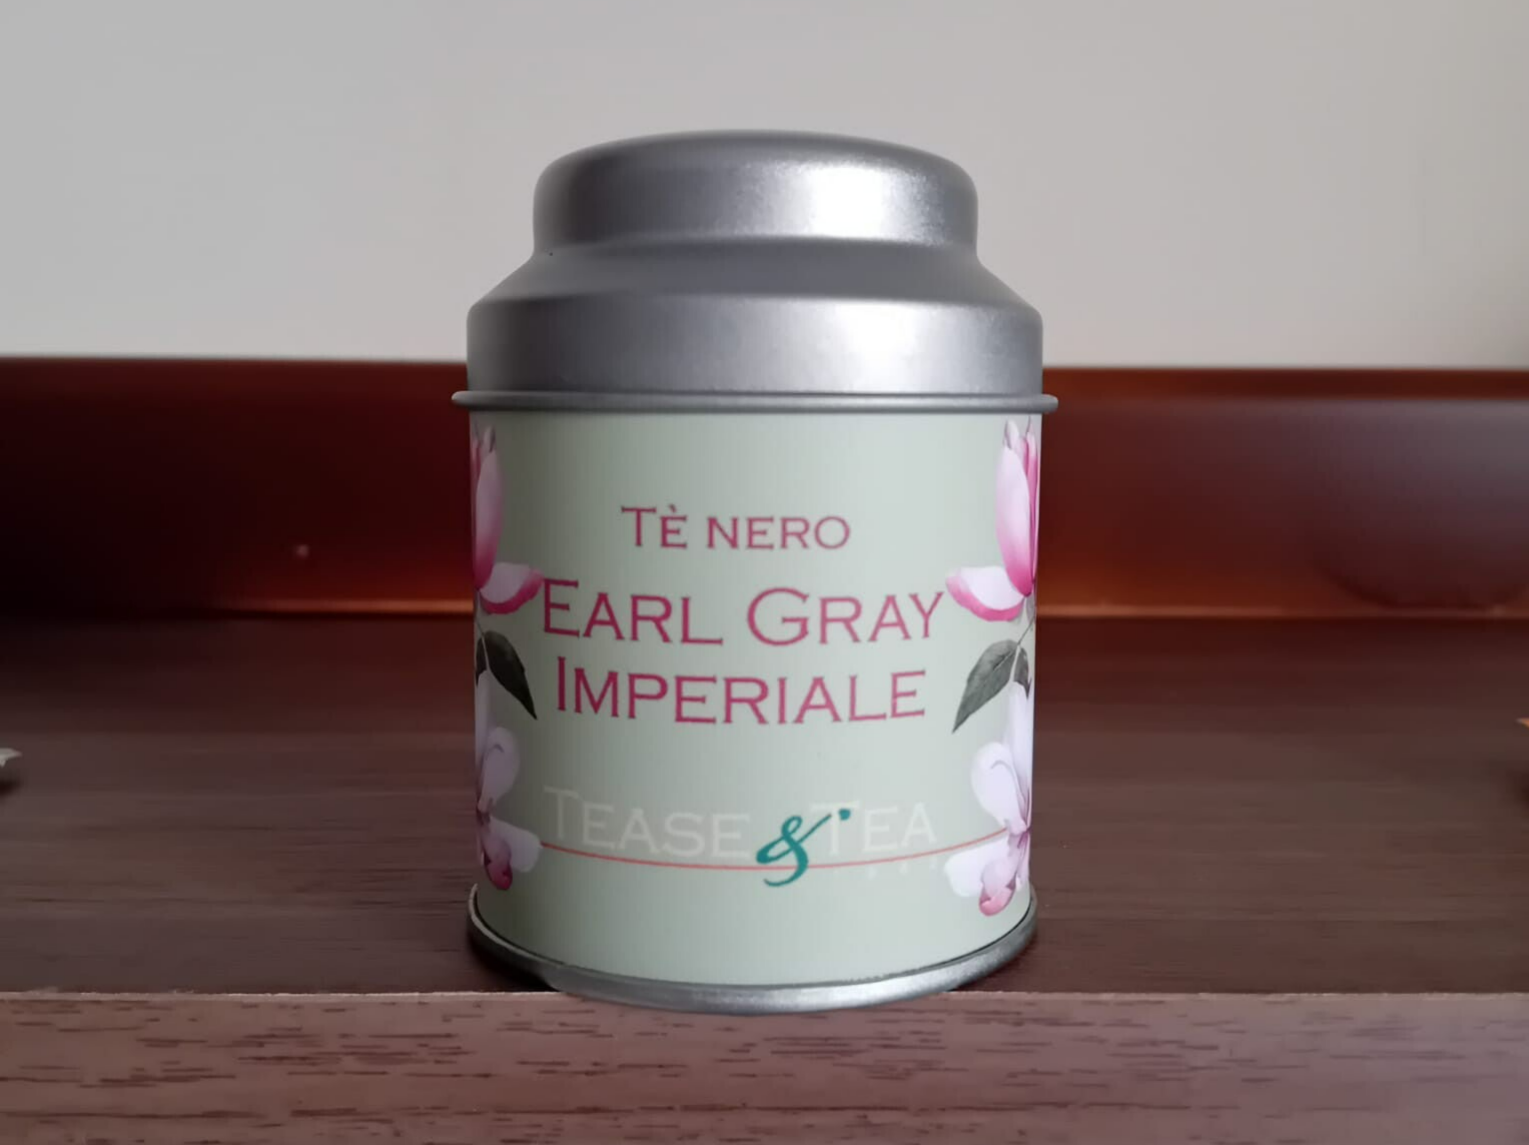 Tè nero
Earl Gray
Imperiale
Tease & Tea